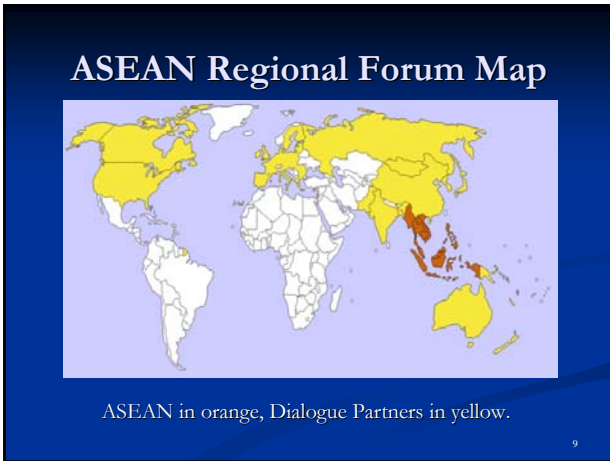 ASEAN Regional Forum Map
ASEAN in orange, Dialogue Partners in yellow.
9